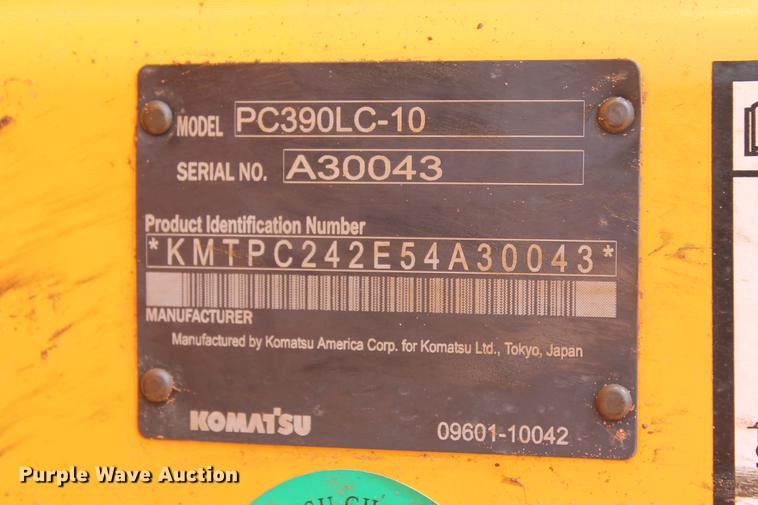 MODEL PC390LC-10
SERIAL NO. A30043
Product Identification Number
*KMTPC242E54A30043*
MANUFACTURER
Manufactured by Komatsu America Corp. for Komatsu Ltd., Tokyo, Japan
KOMATSU 09601-10042
Purple Wave Auction